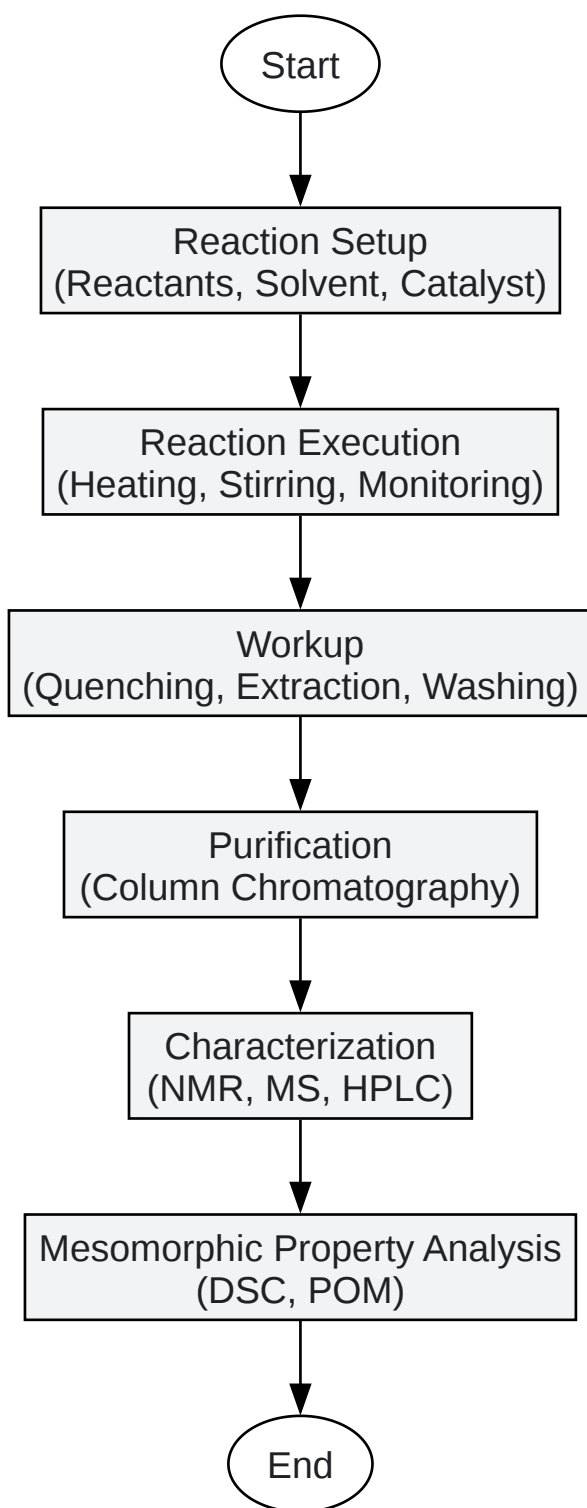 Start
Reaction Setup
(Reactants, Solvent, Catalyst)
Reaction Execution
(Heating, Stirring, Monitoring)
Workup
(Quenching, Extraction, Washing)
Purification
(Column Chromatography)
Characterization
(NMR, MS, HPLC)
Mesomorphic Property Analysis
(DSC, POM)
End